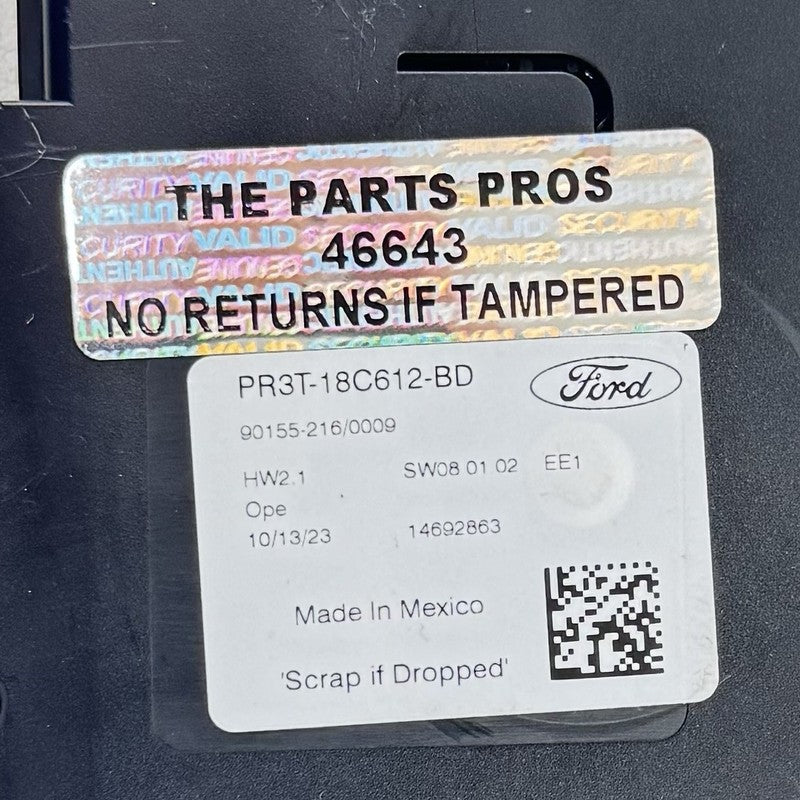 THE PARTS PROS
46643
NO RETURNS IF TAMPERED
PR3T-18C612-BD
Ford
90155-216/0009
HW2.1 SW08 01 02 EE1
Ope
10/13/23 14692863
Made In Mexico
'Scrap if Dropped'